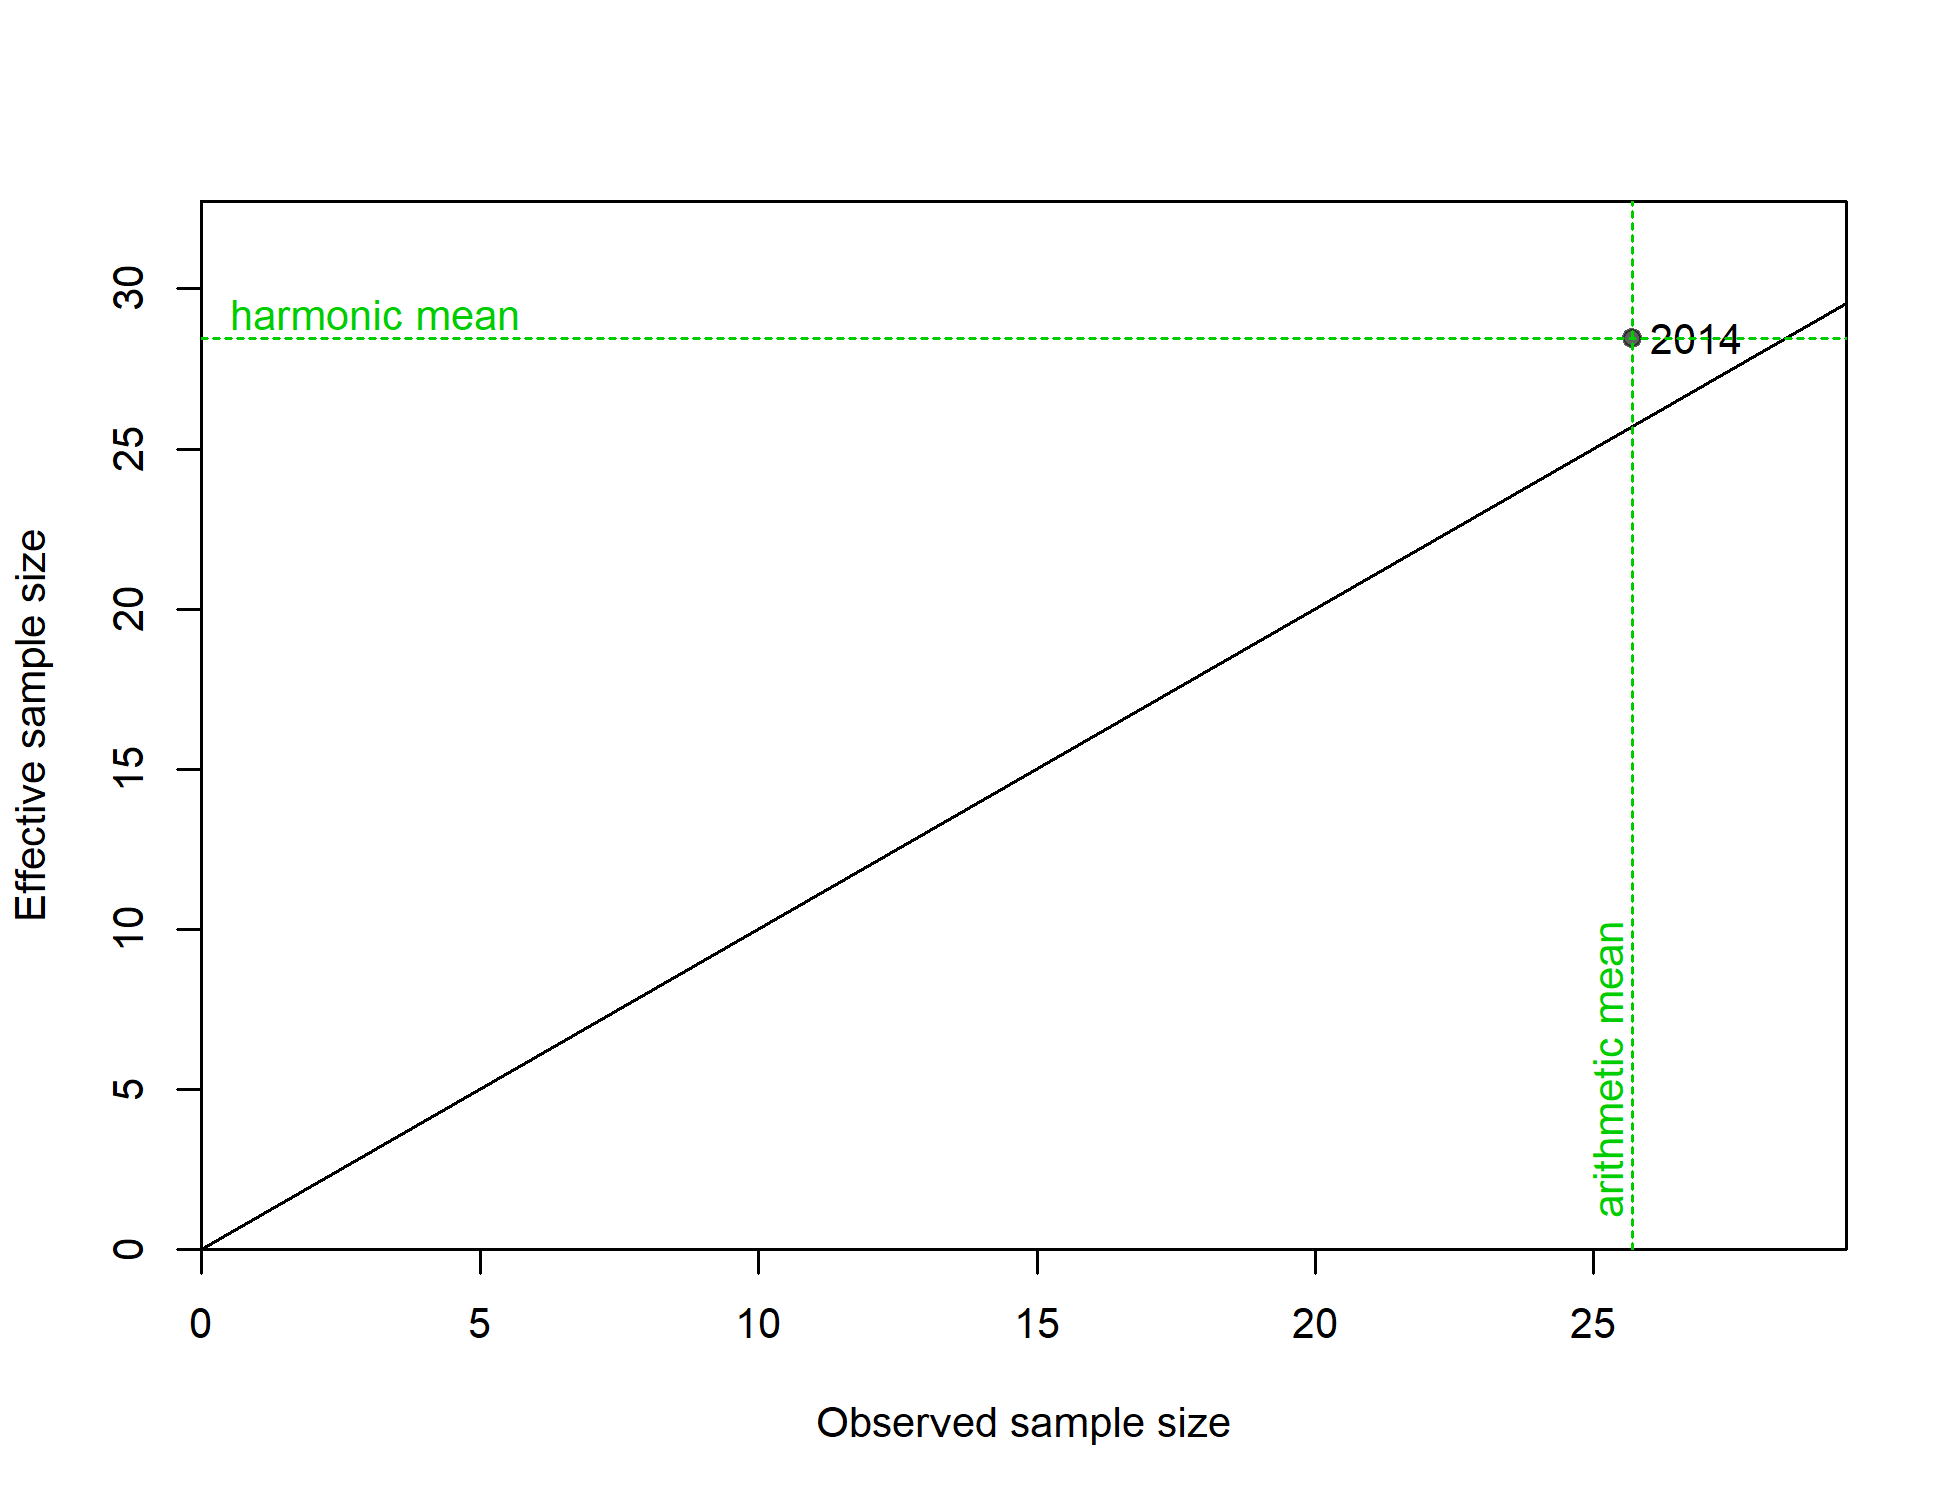 harmonic mean
2014
arithmetic mean
Effective sample size
30
25
20
15
10
5
0
0 5 10 15 20 25
Observed sample size